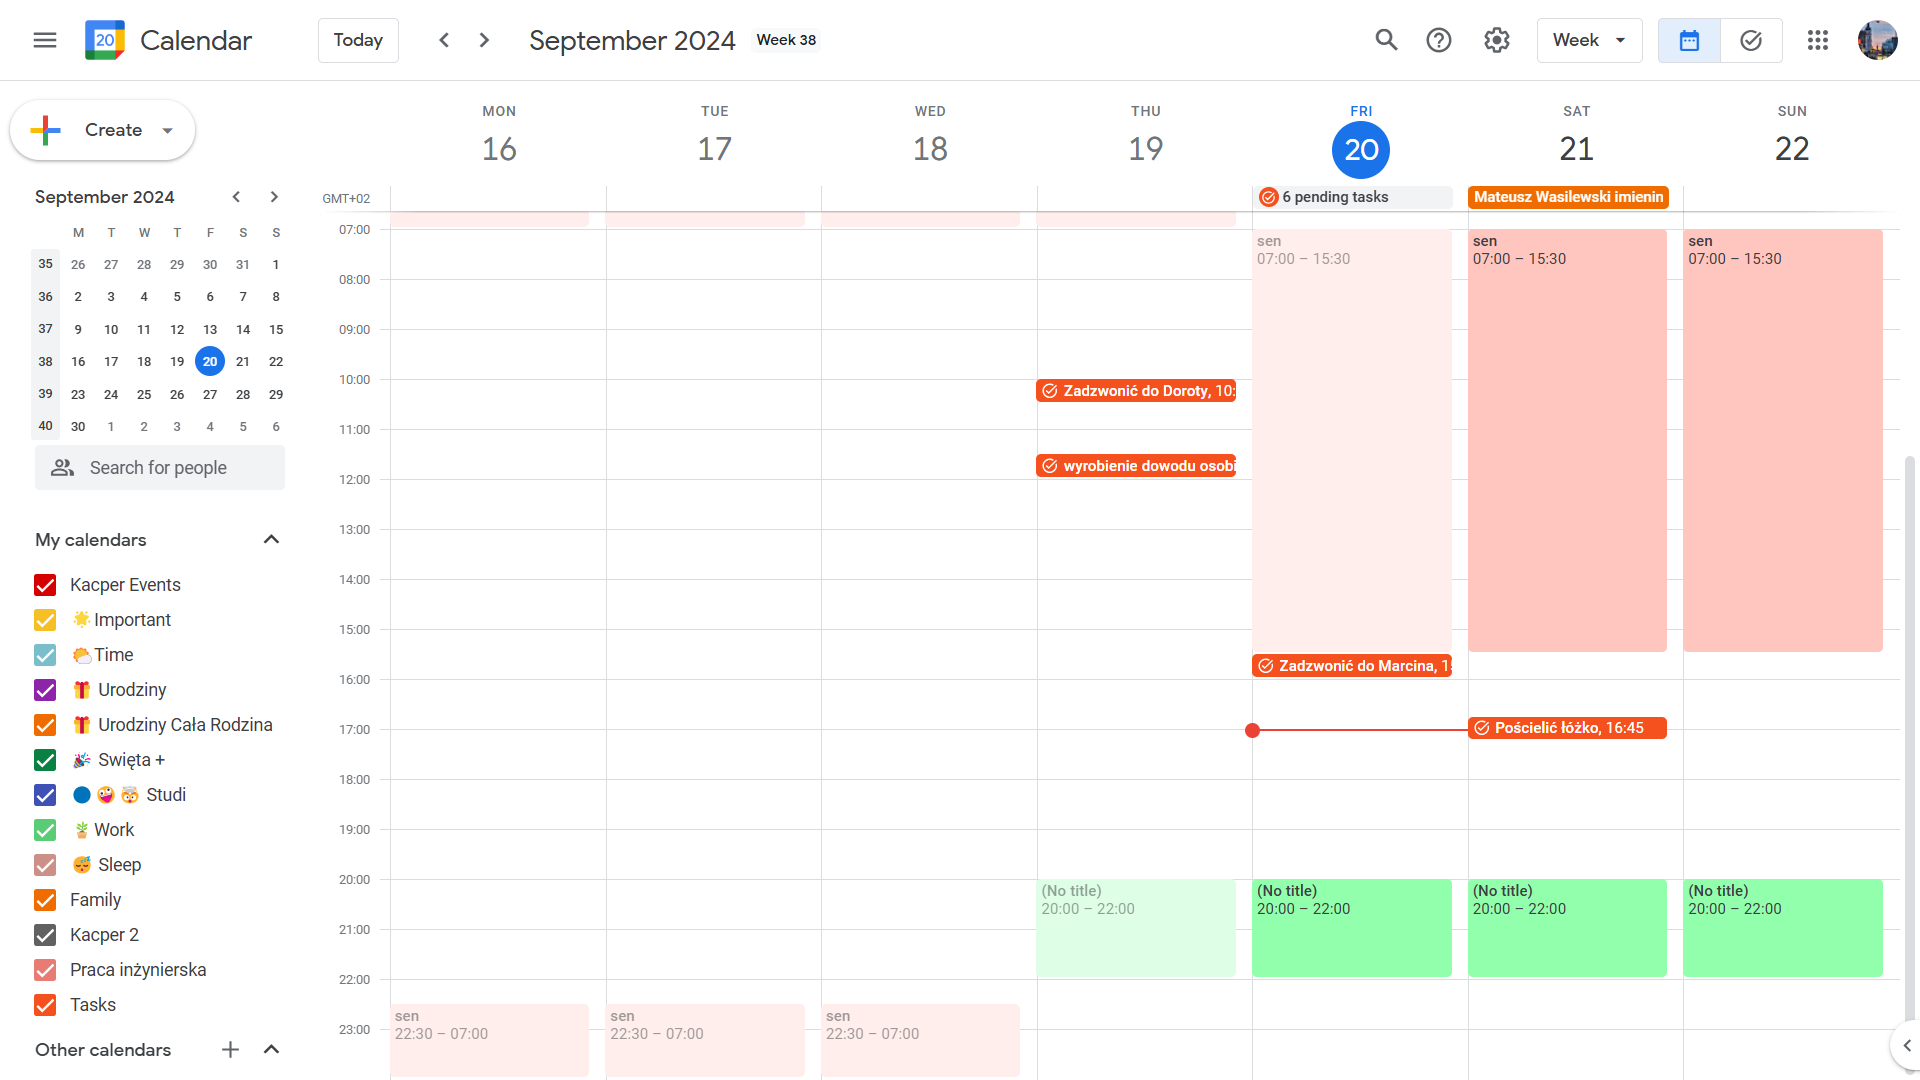 20
Calendar
Today
September 2024
Week 38
Week
Create
September 2024
M T W T F S S
35 26 27 28 29 30 31 1
36 2 3 4 5 6 7 8
37 9 10 11 12 13 14 15
38 16 17 18 19 20 21 22
39 23 24 25 26 27 28 29
40 30 1 2 3 4 5 6
Search for people
My calendars
Kacper Events
🌟Important
⛅Time
🎁 Urodziny
🎁 Urodziny Cała Rodzina
🎉 Święta +
🔵 🤪 🤯 Studi
🪴Work
😴 Sleep
Family
Kacper 2
Praca inżynierska
Tasks
Other calendars
MON
16
TUE
17
WED
18
THU
19
FRI
20
SAT
21
SUN
22
GMT+02
6 pending tasks
Mateusz Wasilewski imienin
07:00
08:00
09:00
10:00
11:00
12:00
13:00
14:00
15:00
16:00
17:00
18:00
19:00
20:00
21:00
22:00
23:00
sen
22:30 – 07:00
sen
22:30 – 07:00
sen
22:30 – 07:00
Zadzwonić do Doroty, 10:
wyrobienie dowodu osobi
(No title)
20:00 – 22:00
sen
07:00 – 15:30
Zadzwonić do Marcina, 15
(No title)
20:00 – 22:00
sen
07:00 – 15:30
Pościelić łóżko, 16:45
(No title)
20:00 – 22:00
sen
07:00 – 15:30
(No title)
20:00 – 22:00